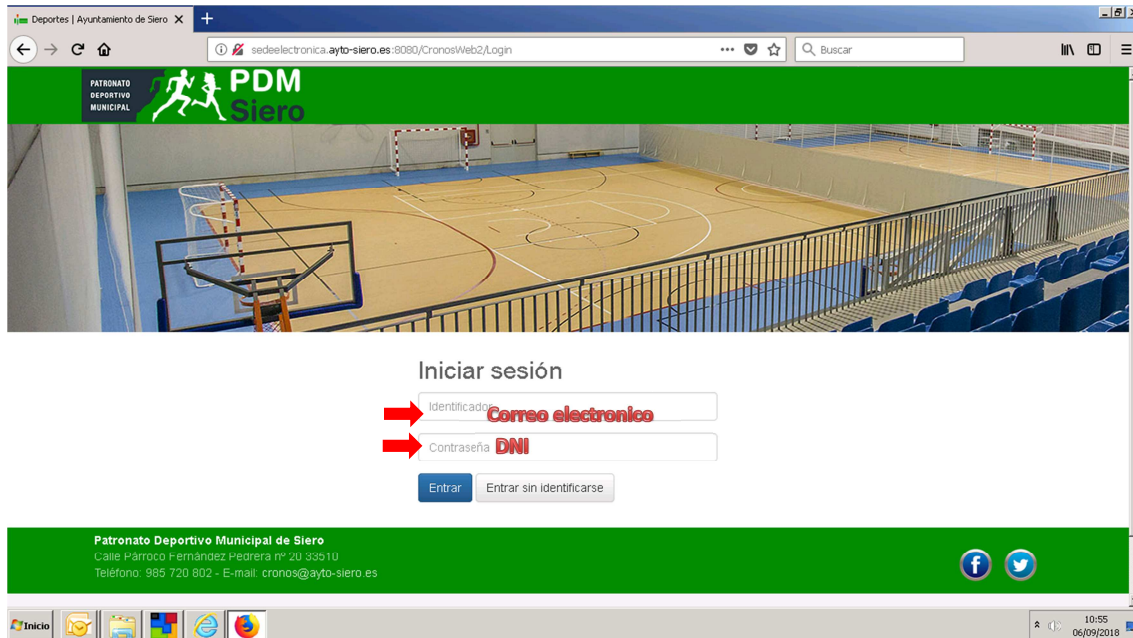 Deportes | Ayuntamiento de Siero
sedeelectronica.ayto-siero.es:8080/CronosWeb2/Login
Buscar
PATRONATO
DEPORTIVO
MUNICIPAL
PDM
Siero
Iniciar sesión
Identificador
Correo electronico
Contraseña
DNI
Entrar
Entrar sin identificarse
Patronato Deportivo Municipal de Siero
Calle Párroco Fernández Pedrera nº 20 33510
Teléfono: 985 720 802 - E-mail: cronos@ayto-siero.es
Inicio
10:55
06/09/2018